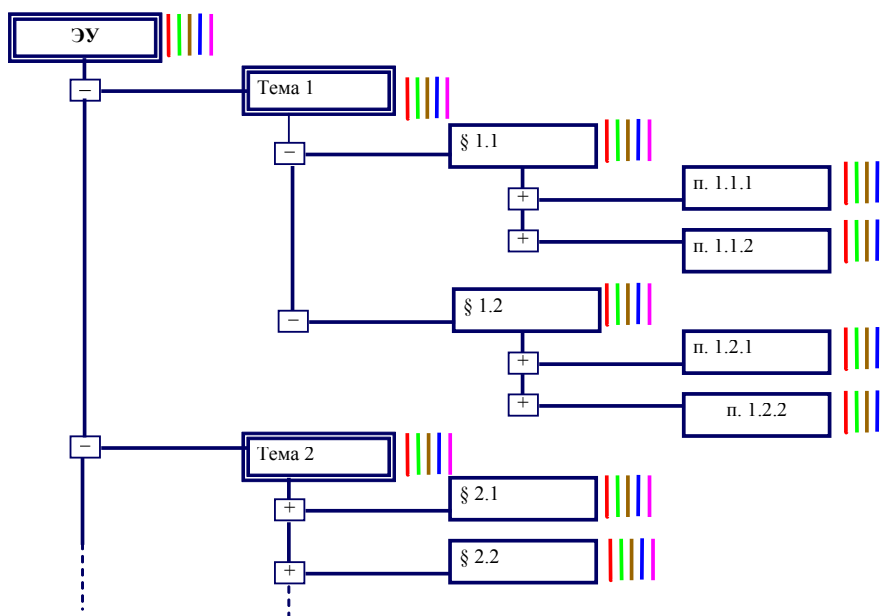 ЭУ
–
Тема 1
–
§ 1.1
+
п. 1.1.1
+
п. 1.1.2
–
§ 1.2
+
п. 1.2.1
+
п. 1.2.2
–
Тема 2
+
§ 2.1
+
§ 2.2